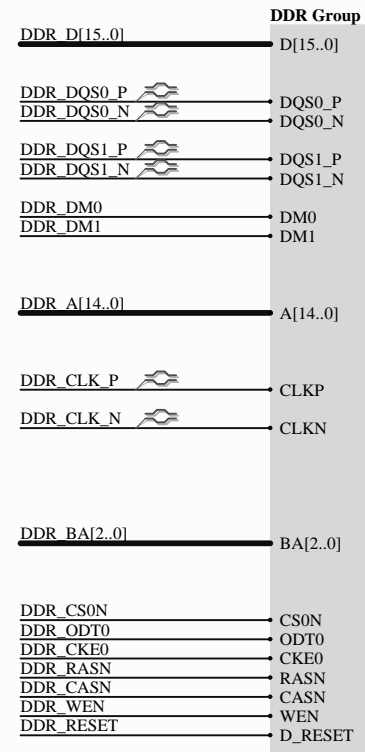 DDR Group
DDR_D[15..0] D[15..0]
DDR_DQS0_P DQS0_P
DDR_DQS0_N DQS0_N
DDR_DQS1_P DQS1_P
DDR_DQS1_N DQS1_N
DDR_DM0 DM0
DDR_DM1 DM1
DDR_A[14..0] A[14..0]
DDR_CLK_P CLKP
DDR_CLK_N CLKN
DDR_BA[2..0] BA[2..0]
DDR_CS0N CS0N
DDR_ODT0 ODT0
DDR_CKE0 CKE0
DDR_RASN RASN
DDR_CASN CASN
DDR_WEN WEN
DDR_RESET D_RESET